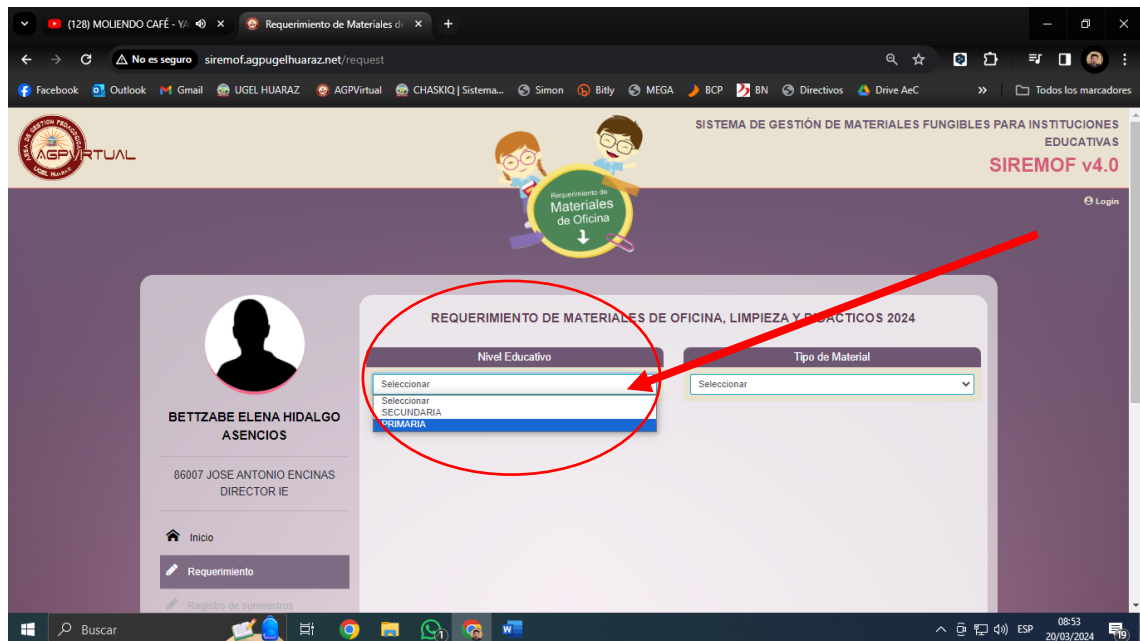 (128) MOLIENDO CAFÉ - YA
Requerimiento de Materiales de
No es seguro siremof.agpugelhuaraz.net/request
Facebook Outlook Gmail UGEL HUARAZ AGPVirtual CHASKIQ | Sistema... Simon Bitly MEGA BCP BN Directivos Drive AeC » Todos los marcadores
AGPVIRTUAL
SISTEMA DE GESTIÓN DE MATERIALES FUNGIBLES PARA INSTITUCIONES
EDUCATIVAS
SIREMOF v4.0
Login
Requerimiento de
Materiales
de Oficina
REQUERIMIENTO DE MATERIALES DE OFICINA, LIMPIEZA Y DIDACTICOS 2024
Nivel Educativo
Tipo de Material
Seleccionar
Seleccionar
Seleccionar
SECUNDARIA
PRIMARIA
BETTZABE ELENA HIDALGO
ASENCIOS
86007 JOSE ANTONIO ENCINAS
DIRECTOR IE
Inicio
Requerimiento
Registro de suministros
Buscar
ESP
08:53
20/03/2024
19